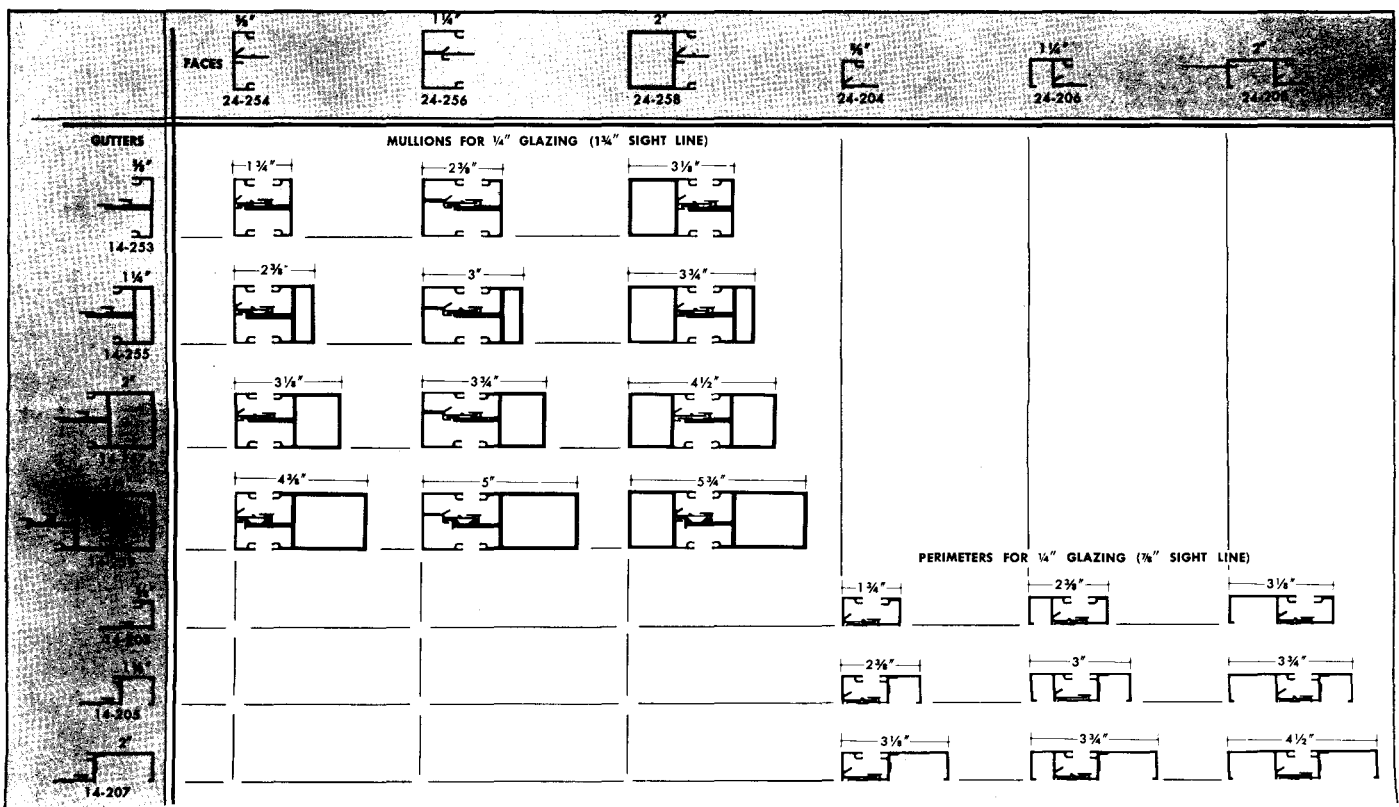 ⅝" 1¼" 2"
⅝" 1¼" 2"
FACES
24-254 24-256 24-258 24-204 24-206
GUTTERS MULLIONS FOR ¼" GLAZING (1¾" SIGHT LINE)
⅝" 1¾" 2⅜" 3⅛"
14-253
1¼" 2⅜" 3" 3¾"
14-255
2" 3⅛" 3¾" 4½"
4⅜" 5" 5¾"
PERIMETERS FOR ¼" GLAZING (⅞" SIGHT LINE)
1¾" 2⅜" 3⅛"
1¼" 2⅜" 3" 3¾"
14-205
2" 3⅛" 3¾" 4½"
14-207